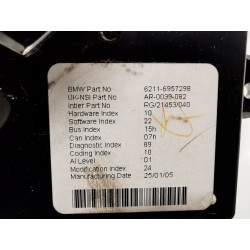 BMW Part No 6211-6957298
UK-NSI Part No AR-0039-082
Intier Part No RG/21453/040
Hardware Index 10
Software Index 22
Bus Index 15h
Can Index 07h
Diagnostic Index 89
Coding Index 10
AI Level 01
Modification Index 24
Manufacturing Date 25/01/05